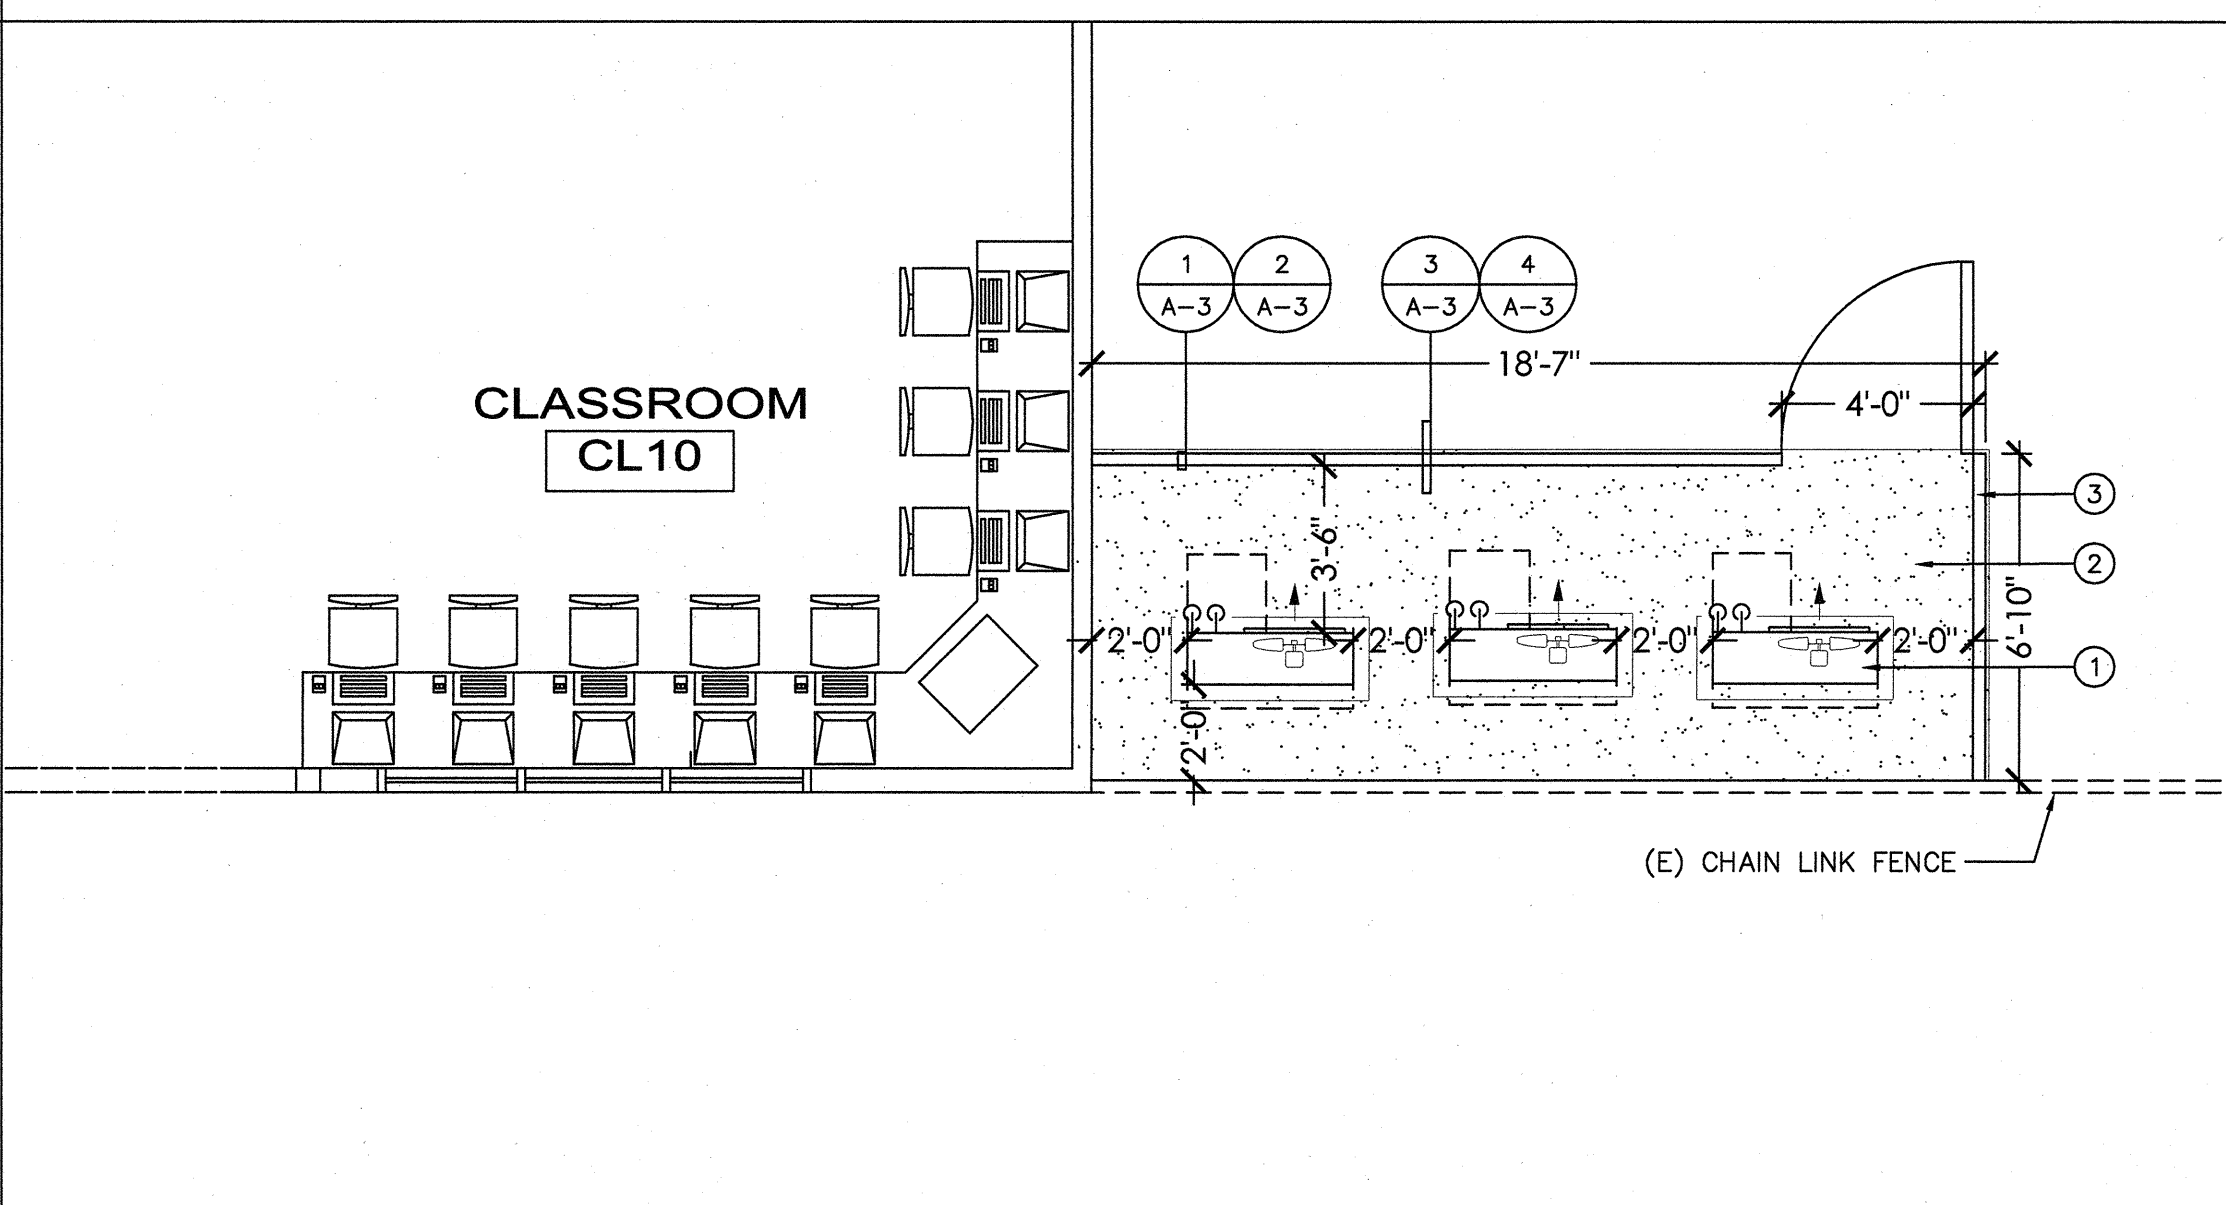 1 2 3 4
A-3 A-3 A-3 A-3
18'-7"
CLASSROOM
4'-0"
CL10
3
3'-6"
2
6'-10"
2'-0" 2'-0" 2'-0" 2'-0"
1
2'-0"
(E) CHAIN LINK FENCE